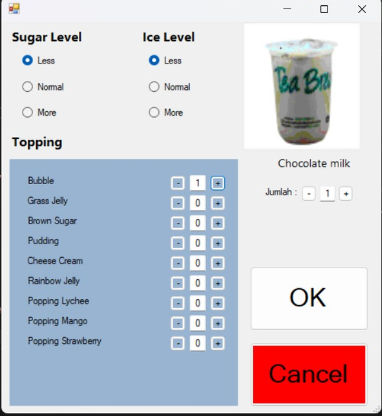 Sugar Level
Less
Normal
More
Ice Level
Less
Normal
More
Topping
Bubble - 1 +
Grass Jelly - 0 +
Brown Sugar - 0 +
Pudding - 0 +
Cheese Cream - 0 +
Rainbow Jelly - 0 +
Popping Lychee - 0 +
Popping Mango - 0 +
Popping Strawberry - 0 +
Tea Bre
Chocolate milk
Jumlah : - 1 +
OK
Cancel